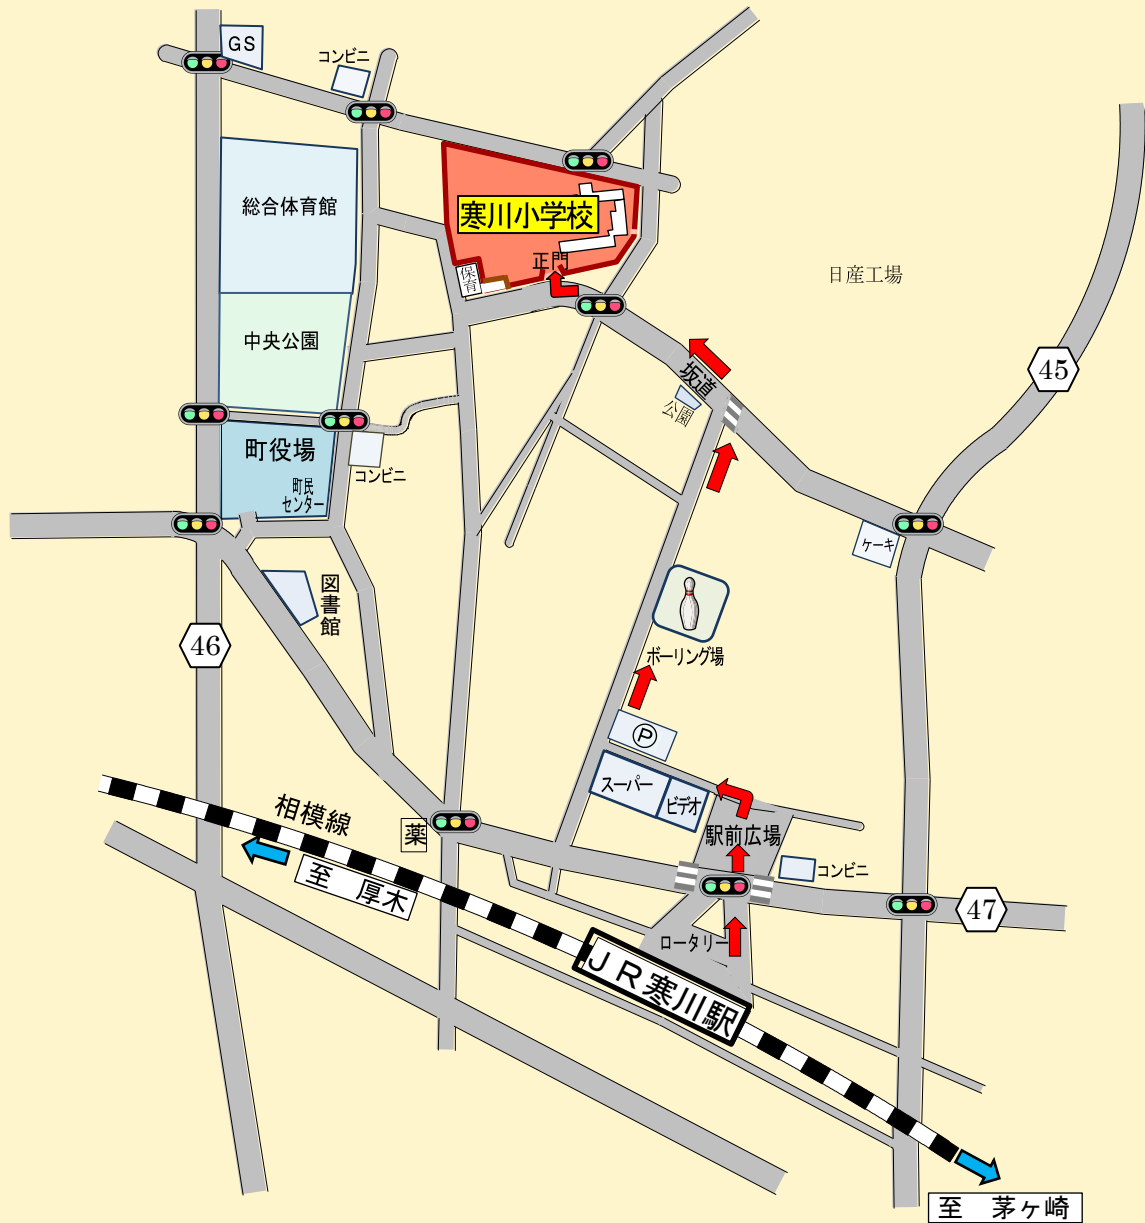 GS
コンビニ
総合体育館
寒川小学校
正門
保育
日産工場
中央公園
坂道
公園
45
町役場
町民
センター
コンビニ
ケーキ
図書館
46
ボーリング場
P
スーパー
ビデオ
相模線
薬
駅前広場
コンビニ
至 厚木
47
ロータリー
JR寒川駅
至 茅ヶ崎